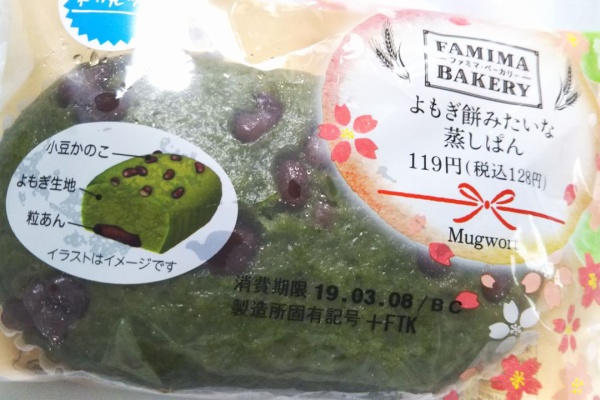 FAMIMA
ファミマ・ベーカリー
BAKERY
よもぎ餅みたいな
蒸しぱん
119円(税込128円)
小豆かのこ
よもぎ生地
粒あん
イラストはイメージです
消費期限 19.03.08/BC
製造所固有記号 +FTK